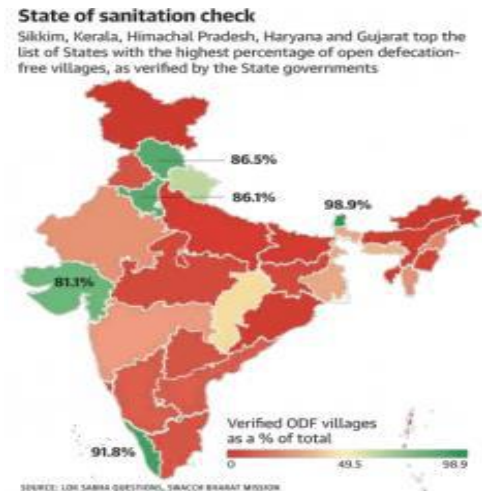 State of sanitation check
Sikkim, Kerala, Himachal Pradesh, Haryana and Gujarat top the
list of States with the highest percentage of open defecation-
free villages, as verified by the State governments
86.5%
86.1%
98.9%
81.1%
91.8%
Verified ODF villages
as a % of total
0 49.5 98.9
SOURCE: LOK SABHA QUESTIONS, SWACCH BHARAT MISSION